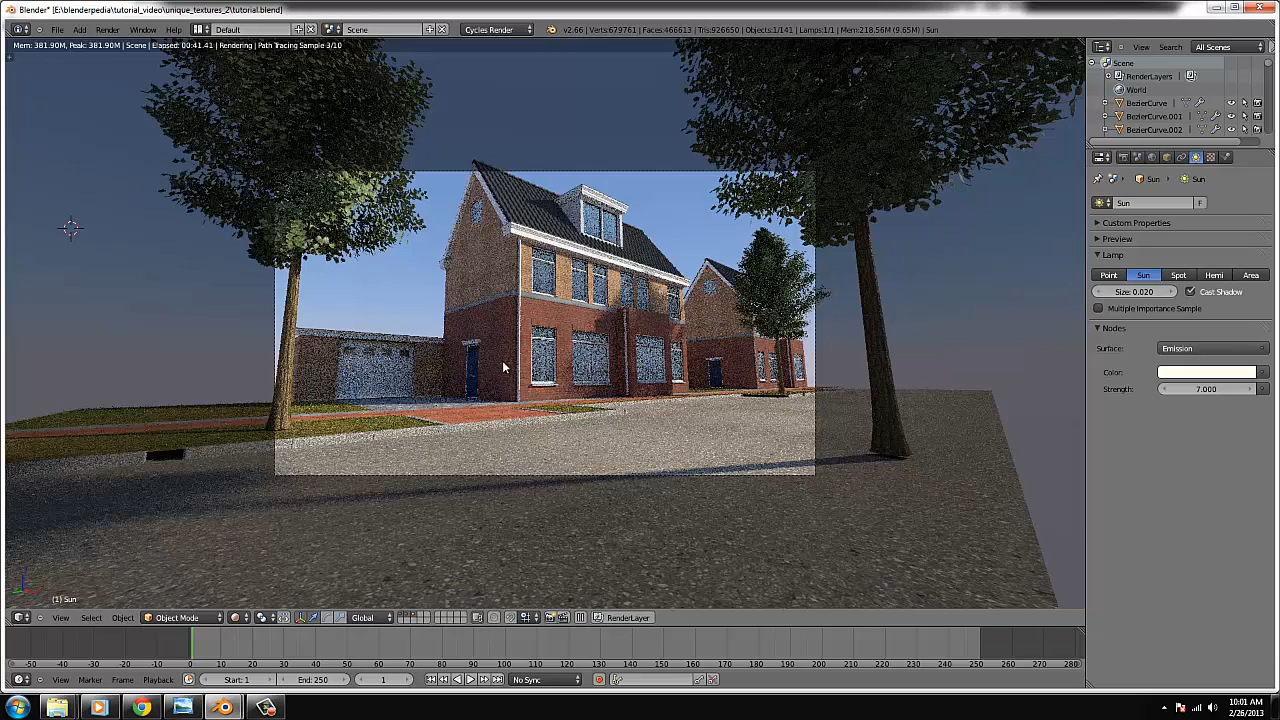 Blender* [E:\blenderpedia\tutorial_video\unique_textures_2\tutorial.blend]
File Add Render Window Help Default Scene Cycles Render v2.66 | Verts:679761 | Faces:466613 | Tris:926650 | Objects:1/141 | Lamps:1/1 | Mem:218.56M (9.65M) | Sun
Mem: 381.90M, Peak: 381.90M | Scene | Elapsed: 00:41.41 | Rendering | Path Tracing Sample 3/10
View Search All Scenes
Scene
RenderLayers |
World
BezierCurve
BezierCurve.001
BezierCurve.002
Sun Sun
Sun F
Custom Properties
Preview
Lamp
Point Sun Spot Hemi Area
Size: 0.020 Cast Shadow
Multiple Importance Sample
Nodes
Surface: Emission
Color:
Strength: 7.000
(1) Sun
View Select Object Object Mode Global RenderLayer
-50 -40 -30 -20 -10 0 10 20 30 40 50 60 70 80 90 100 110 120 130 140 150 160 170 180 190 200 210 220 230 240 250 260 270 280
View Marker Frame Playback Start: 1 End: 250 1 No Sync
10:01 AM
2/26/2013